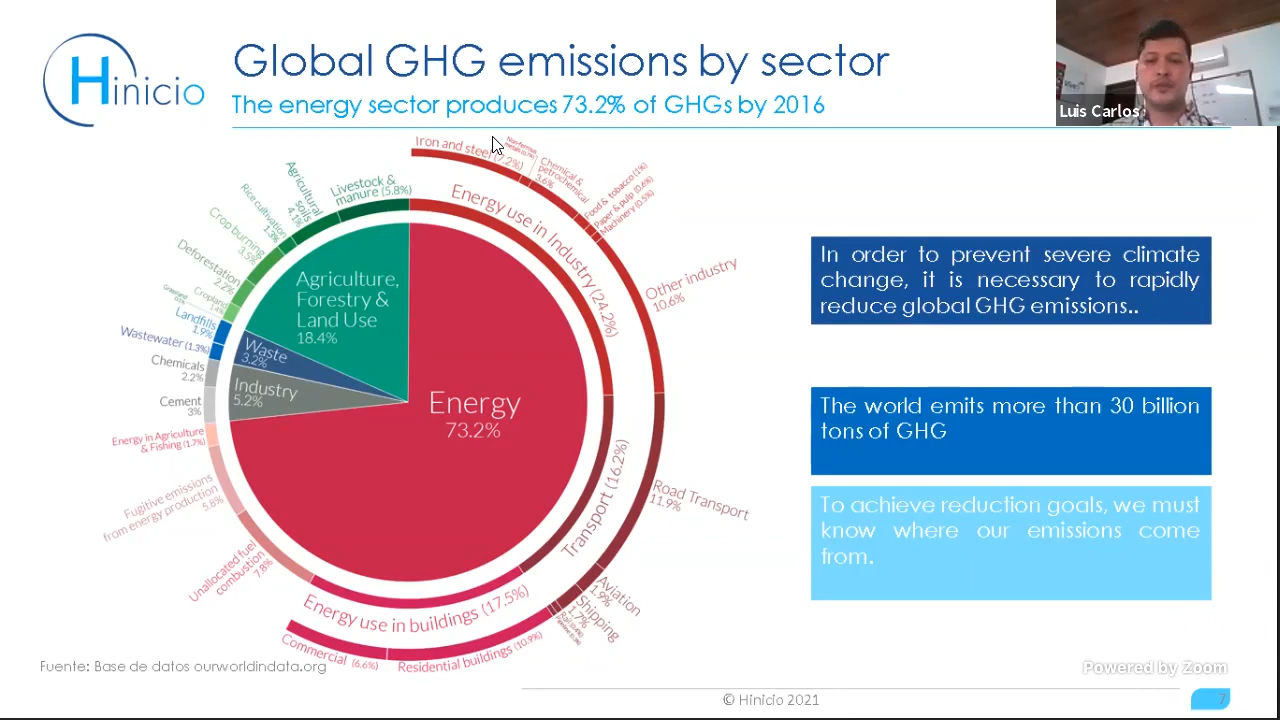 Hinicio
Global GHG emissions by sector
The energy sector produces 73.2% of GHGs by 2016
Luis Carlos
Iron and steel (7.2%)
Chemical &
petrochemical
3.6%
Food & tobacco (1%)
Paper & pulp (0.6%)
Machinery (0.5%)
Energy use in Industry (24.2%)
Other industry
10.6%
Transport (16.2%)
Road Transport
11.9%
Aviation
1.9%
Shipping
1.7%
Energy use in buildings (17.5%)
Residential buildings (10.9%)
Commercial (6.6%)
Unallocated fuel
combustion
7.8%
Fugitive emissions
from energy production
5.8%
Energy in Agriculture
& Fishing (1.7%)
Cement
3%
Chemicals
2.2%
Wastewater (1.3%)
Landfills
1.9%
Cropland
1.4%
Deforestation
2.2%
Crop burning
3.5%
Rice cultivation
1.3%
Agricultural
soils
4.1%
Livestock &
manure (5.8%)
Agriculture,
Forestry &
Land Use
18.4%
Waste
3.2%
Industry
5.2%
Energy
73.2%
In order to prevent severe climate
change, it is necessary to rapidly
reduce global GHG emissions..
The world emits more than 30 billion
tons of GHG
To achieve reduction goals, we must
know where our emissions come
from.
Fuente: Base de datos ourworldindata.org
Powered by Zoom
© Hinicio 2021
7